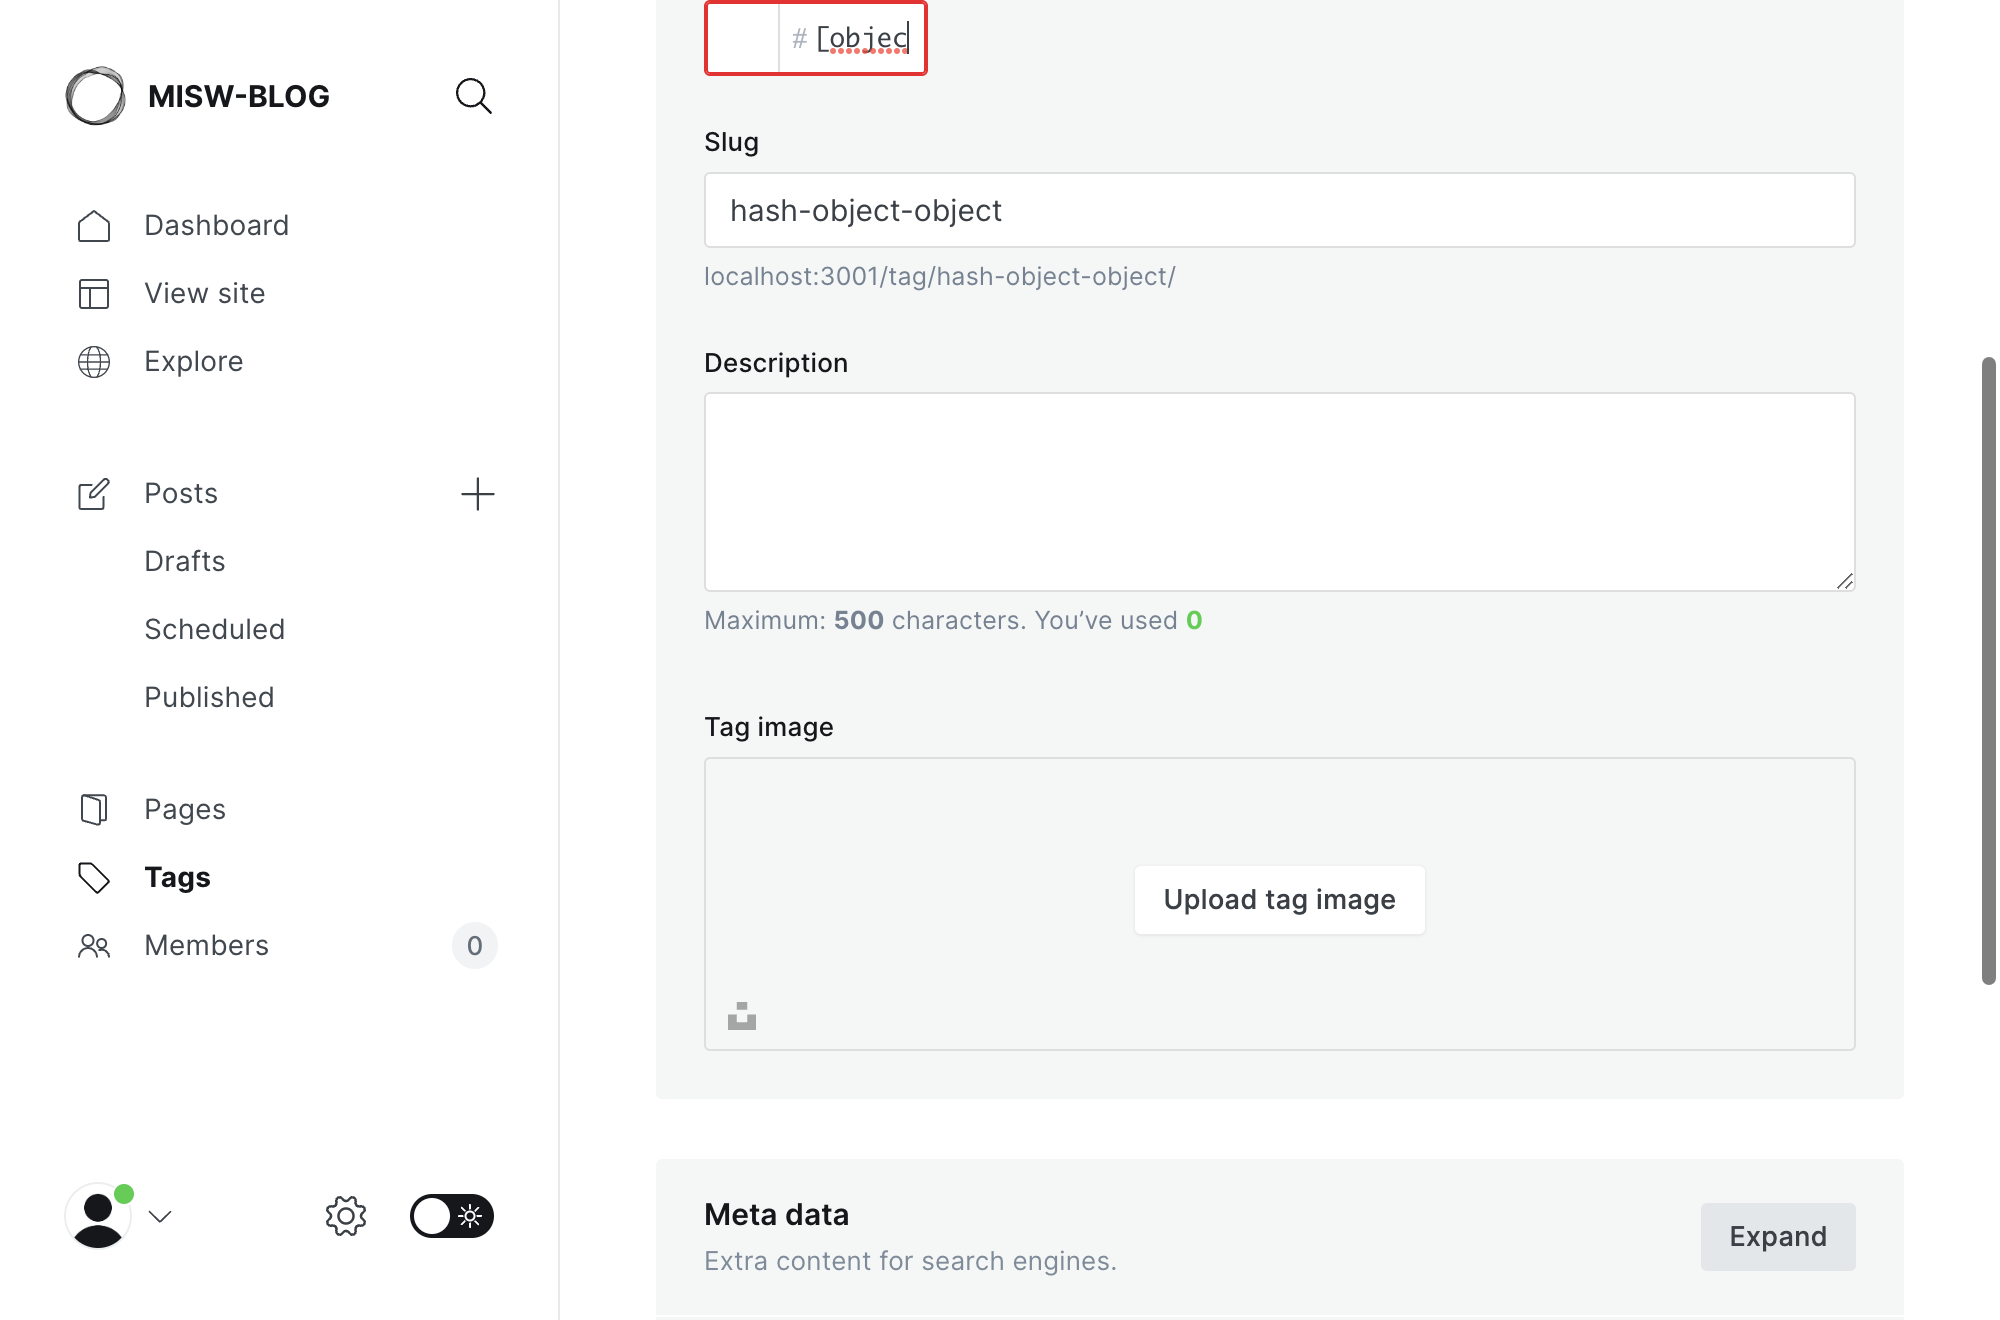 MISW-BLOG
Dashboard
View site
Explore
Posts
Drafts
Scheduled
Published
Pages
Tags
Members
0
# [objec
Slug
hash-object-object
localhost:3001/tag/hash-object-object/
Description
Maximum: 500 characters. You’ve used 0
Tag image
Upload tag image
Meta data
Extra content for search engines.
Expand